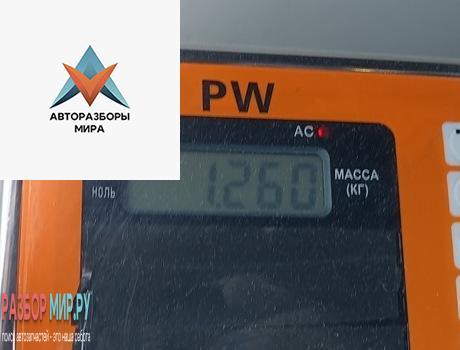 АВТОРАЗБОРЫ
МИРА
PW
AC
1.260
МАССА
(КГ)
НОЛЬ
РАЗБОР МИР.РУ
поиск автозапчастей - это наша работа